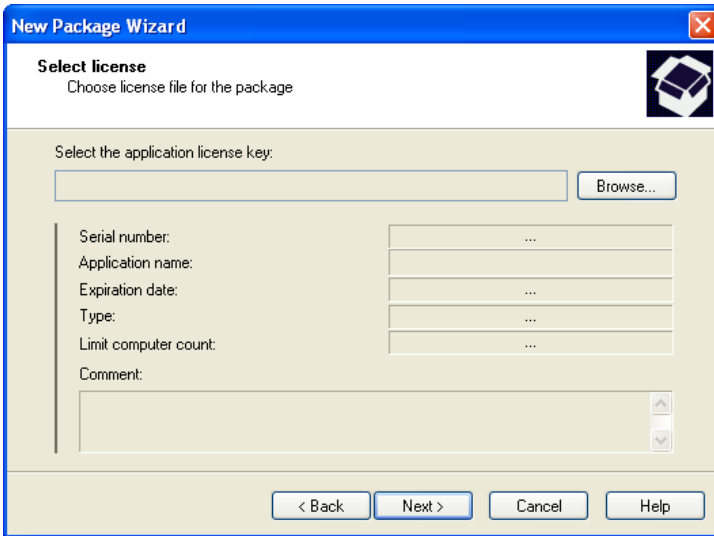 New Package Wizard
Select license
Choose license file for the package
Select the application license key:
Browse...
Serial number: ...
Application name:
Expiration date: ...
Type: ...
Limit computer count: ...
Comment:
< Back Next > Cancel Help